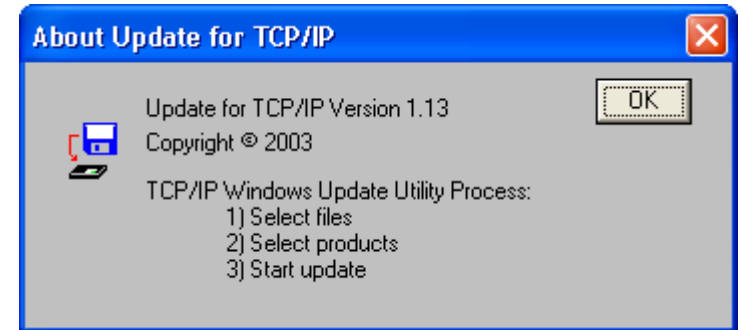 About Update for TCP/IP
OK
Update for TCP/IP Version 1.13
Copyright © 2003
TCP/IP Windows Update Utility Process:
1) Select files
2) Select products
3) Start update